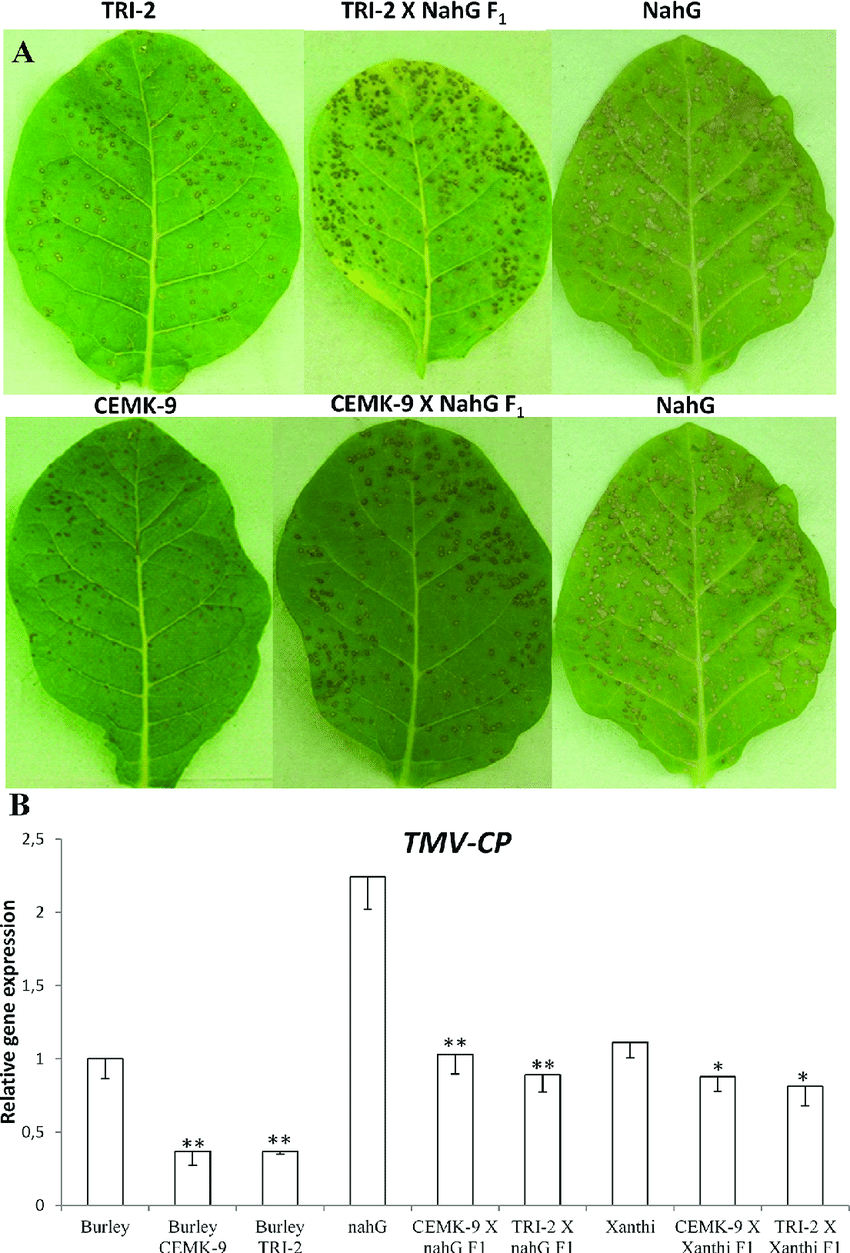 TRI-2 TRI-2 X NahG F1 NahG
A
CEMK-9 CEMK-9 X NahG F1 NahG
B
TMV-CP
Relative gene expression
2,5
2
1,5
1
0,5
0
** ** ** ** * *
Burley Burley CEMK-9 Burley TRI-2 nahG CEMK-9 X nahG F1 TRI-2 X nahG F1 Xanthi CEMK-9 X Xanthi F1 TRI-2 X Xanthi F1